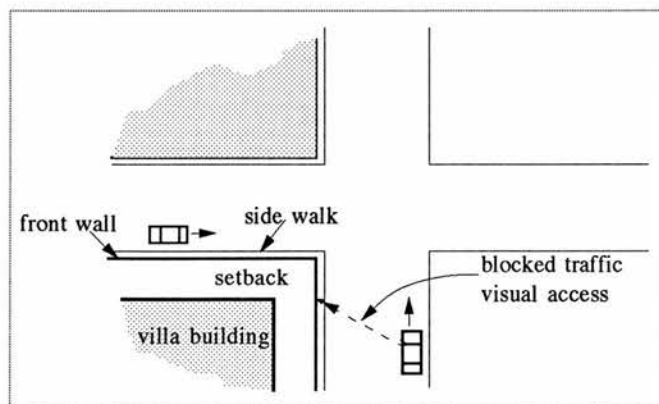 side walk
front wall
setback
blocked traffic
visual access
villa building